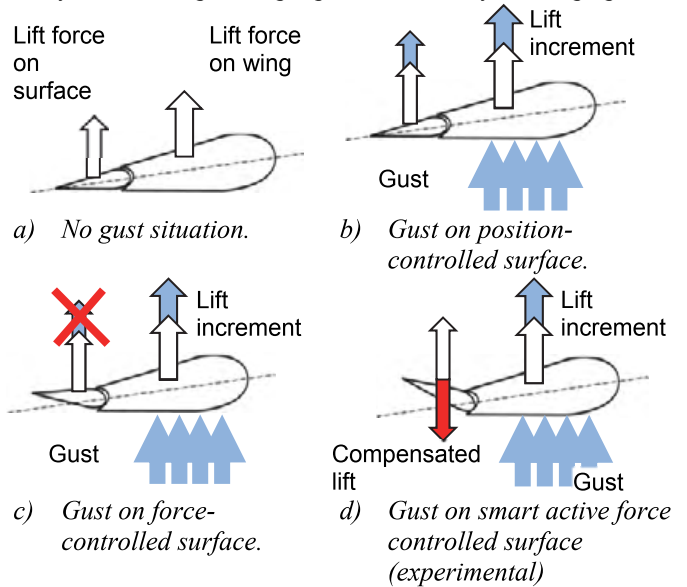 Lift force
on
surface
Lift force
on wing
a) No gust situation.
Lift
increment
Gust
b) Gust on position-
controlled surface.
Lift
increment
Gust
c) Gust on force-
controlled surface.
Lift
increment
Compensated
lift
Gust
d) Gust on smart active force
controlled surface
(experimental)